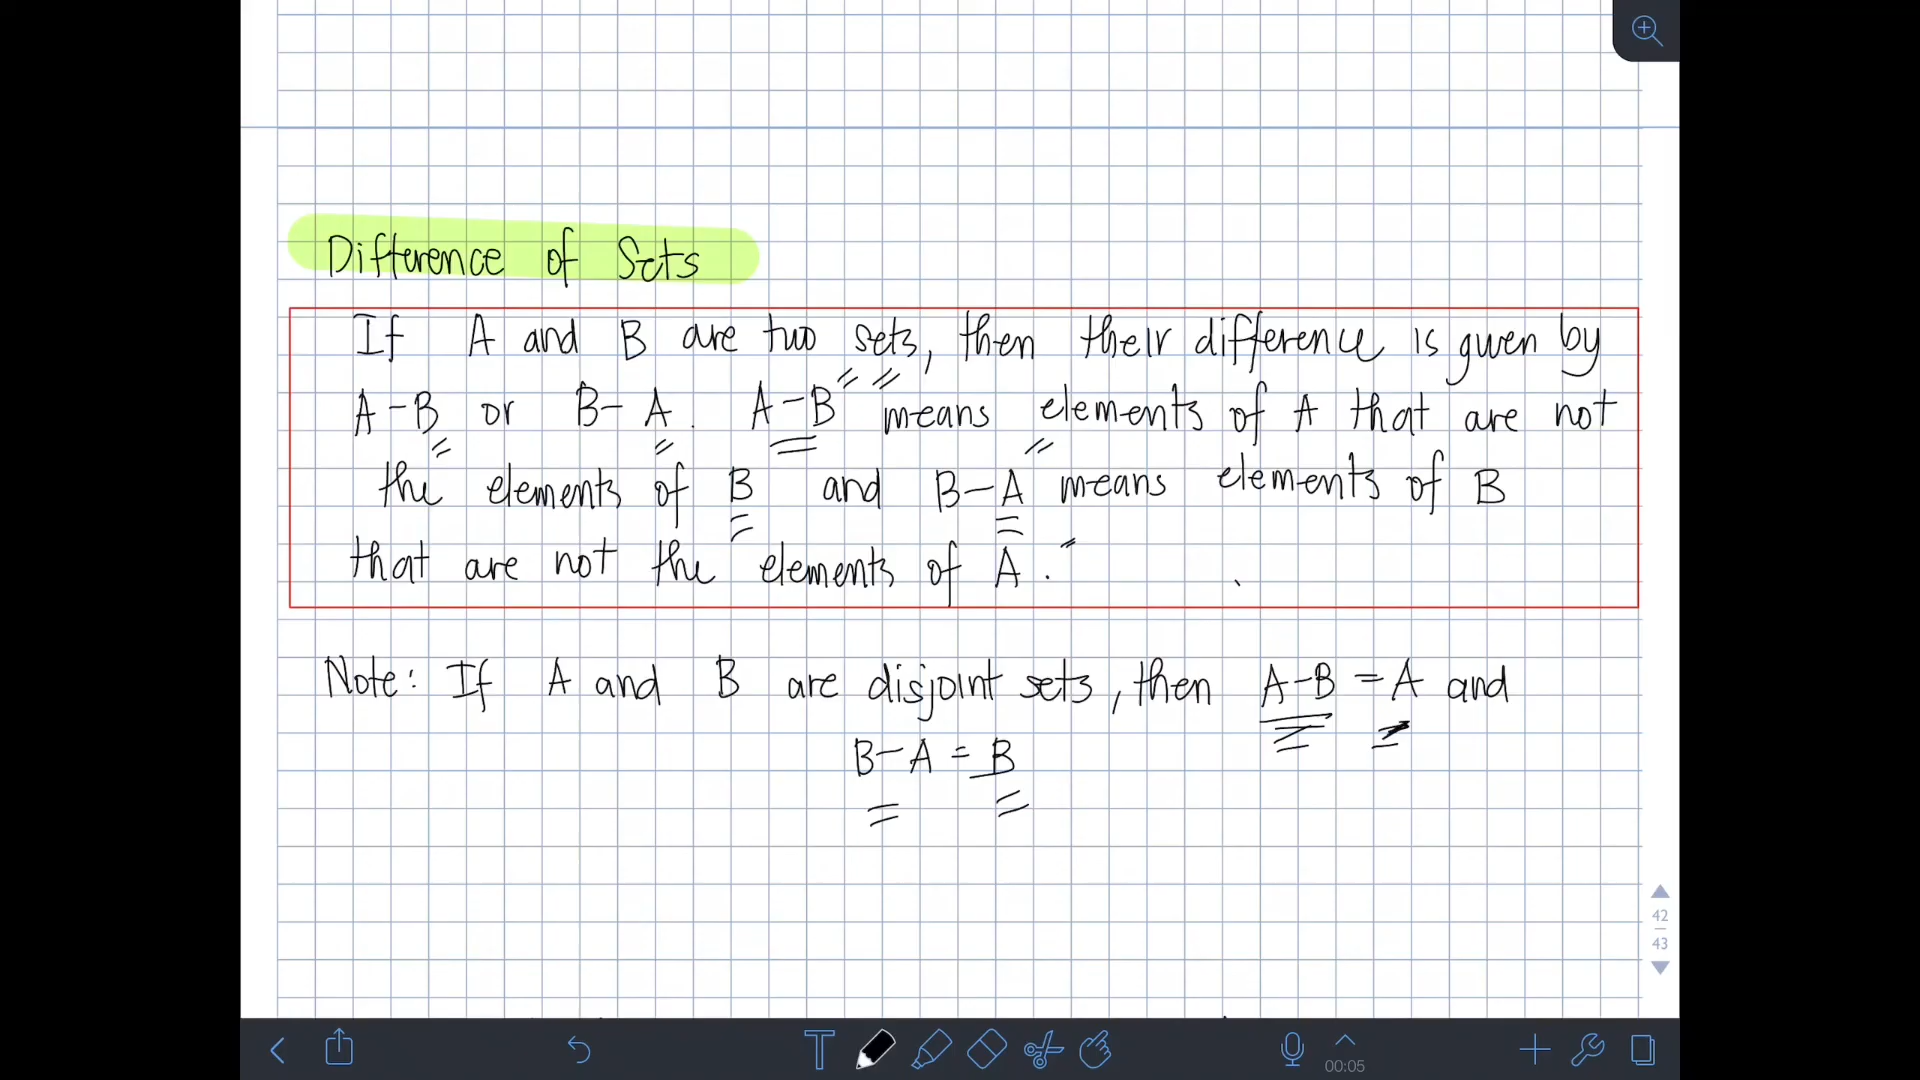 Difference of Sets
If A and B are two sets, then their difference is given by
A-B or B-A. A-B means elements of A that are not
the elements of B and B-A means elements of B
that are not the elements of A.
Note: If A and B are disjoint sets, then A-B = A and
B-A = B
42
43
00:05